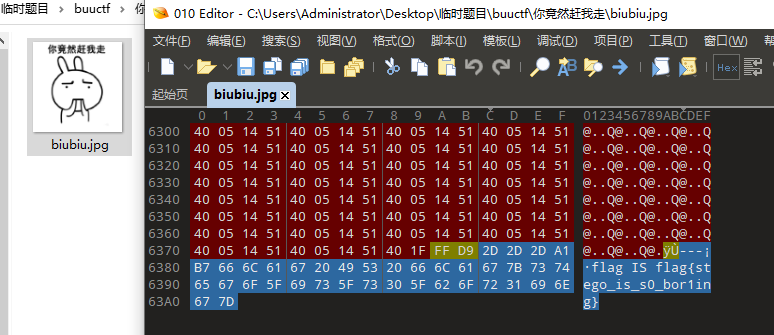 临时题目 > buuctf > 你竟然赶我走
你竟然赶我走
biubiu.jpg
010 Editor - C:\Users\Administrator\Desktop\临时题目\buuctf\你竟然赶我走\biubiu.jpg
文件(F) 编辑(E) 搜索(S) 视图(V) 格式(O) 脚本(I) 模板(L) 调试(D) 项目(P) 工具(T) 窗口(W) 帮助
Hex
起始页 biubiu.jpg ×
0 1 2 3 4 5 6 7 8 9 A B C D E F 0123456789ABCDEF
6300 40 05 14 51 40 05 14 51 40 05 14 51 40 05 14 51 @..Q@..Q@..Q@..Q
6310 40 05 14 51 40 05 14 51 40 05 14 51 40 05 14 51 @..Q@..Q@..Q@..Q
6320 40 05 14 51 40 05 14 51 40 05 14 51 40 05 14 51 @..Q@..Q@..Q@..Q
6330 40 05 14 51 40 05 14 51 40 05 14 51 40 05 14 51 @..Q@..Q@..Q@..Q
6340 40 05 14 51 40 05 14 51 40 05 14 51 40 05 14 51 @..Q@..Q@..Q@..Q
6350 40 05 14 51 40 05 14 51 40 05 14 51 40 05 14 51 @..Q@..Q@..Q@..Q
6360 40 05 14 51 40 05 14 51 40 05 14 51 40 05 14 51 @..Q@..Q@..Q@..Q
6370 40 05 14 51 40 05 14 51 40 1F FF D9 2D 2D 2D A1 @..Q@..Q@.ÿÙ---¡
6380 B7 66 6C 61 67 20 49 53 20 66 6C 61 67 7B 73 74 ·flag IS flag{st
6390 65 67 6F 5F 69 73 5F 73 30 5F 62 6F 72 31 69 6E ego_is_s0_bor1in
63A0 67 7D g}